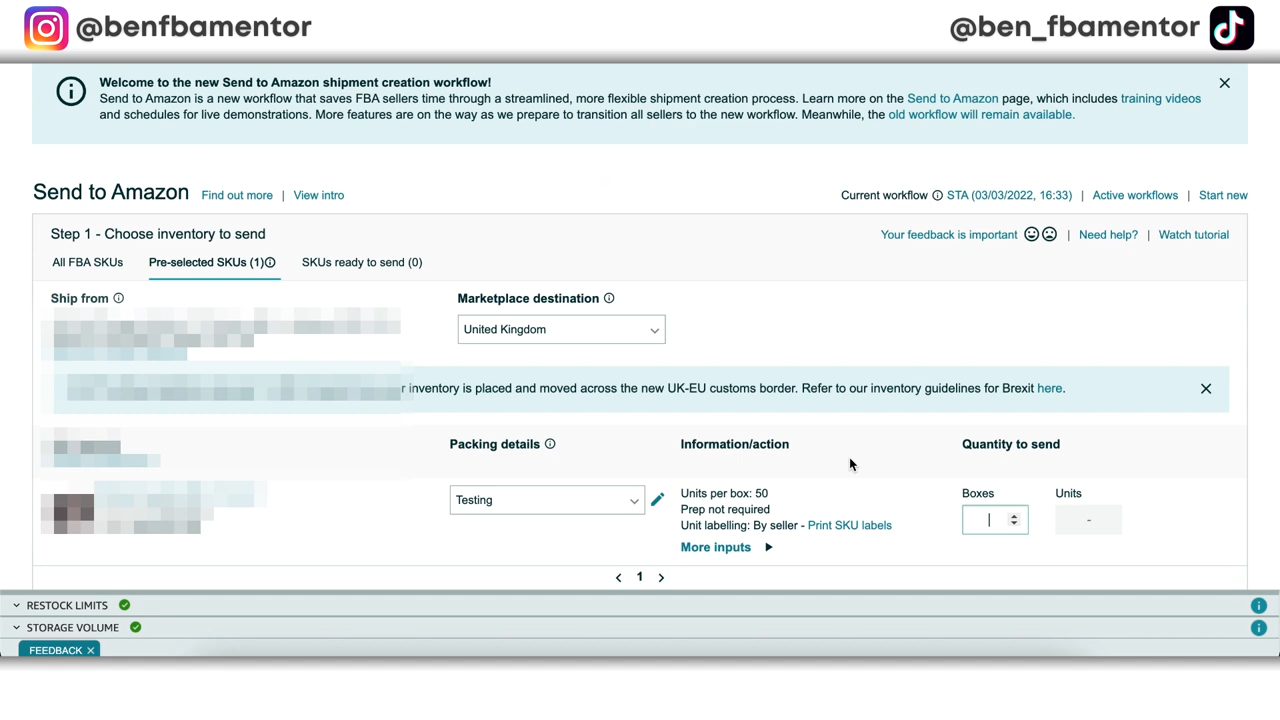 @benfbamentor
@ben_fbamentor
Welcome to the new Send to Amazon shipment creation workflow!
Send to Amazon is a new workflow that saves FBA sellers time through a streamlined, more flexible shipment creation process. Learn more on the Send to Amazon page, which includes training videos
and schedules for live demonstrations. More features are on the way as we prepare to transition all sellers to the new workflow. Meanwhile, the old workflow will remain available.
Send to Amazon Find out more | View intro
Current workflow STA (03/03/2022, 16:33) | Active workflows | Start new
Step 1 - Choose inventory to send
Your feedback is important | Need help? | Watch tutorial
All FBA SKUs Pre-selected SKUs (1) SKUs ready to send (0)
Ship from
Marketplace destination
United Kingdom
inventory is placed and moved across the new UK-EU customs border. Refer to our inventory guidelines for Brexit here.
Packing details Information/action Quantity to send
Testing
Units per box: 50
Prep not required
Unit labelling: By seller - Print SKU labels
More inputs
Boxes Units
-
1
RESTOCK LIMITS
STORAGE VOLUME
FEEDBACK